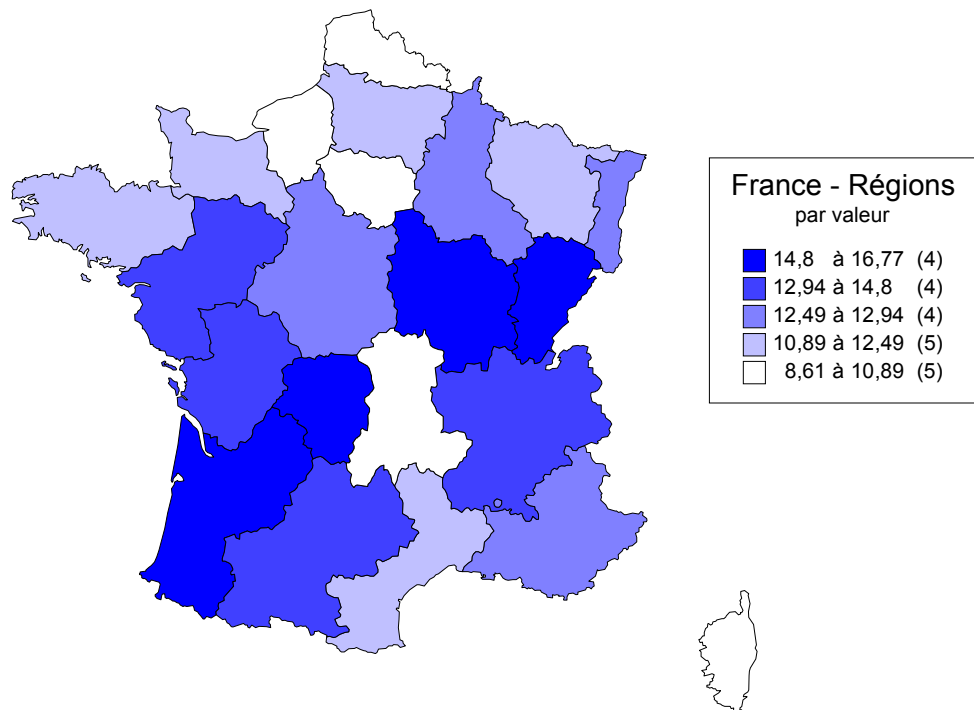 France - Régions
par valeur
14,8 à 16,77 (4)
12,94 à 14,8 (4)
12,49 à 12,94 (4)
10,89 à 12,49 (5)
8,61 à 10,89 (5)